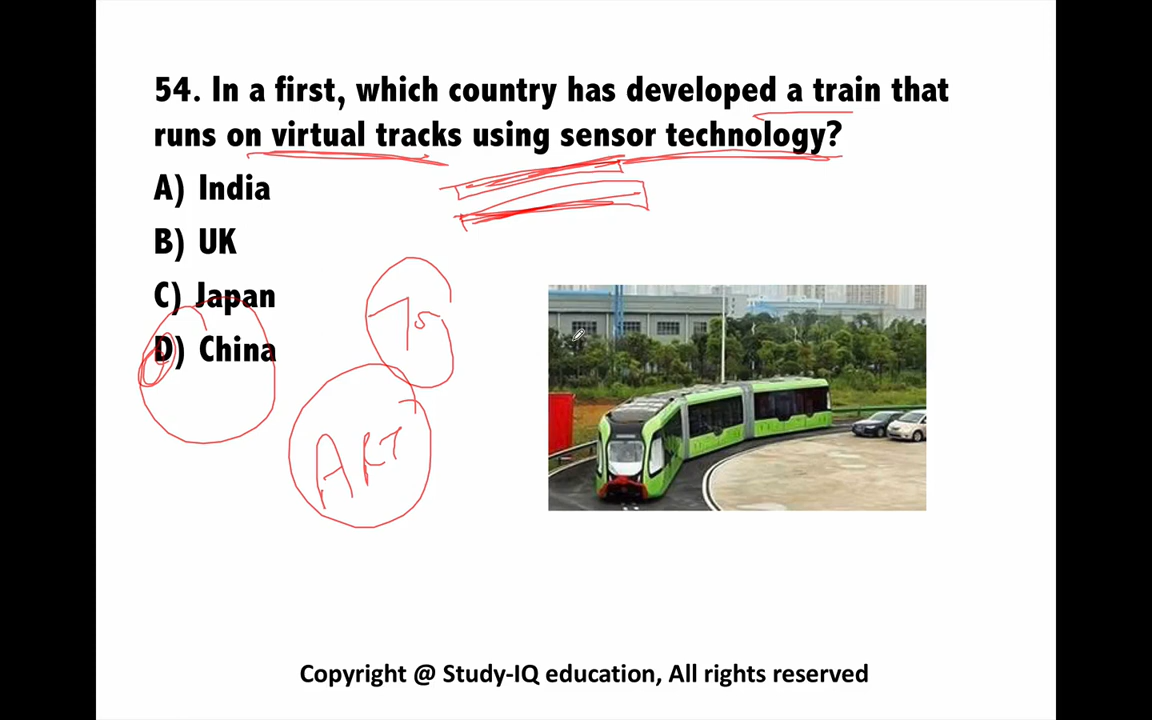 54. In a first, which country has developed a train that
runs on virtual tracks using sensor technology?
A) India
B) UK
C) Japan
D) China
75
ART
Copyright @ Study-IQ education, All rights reserved